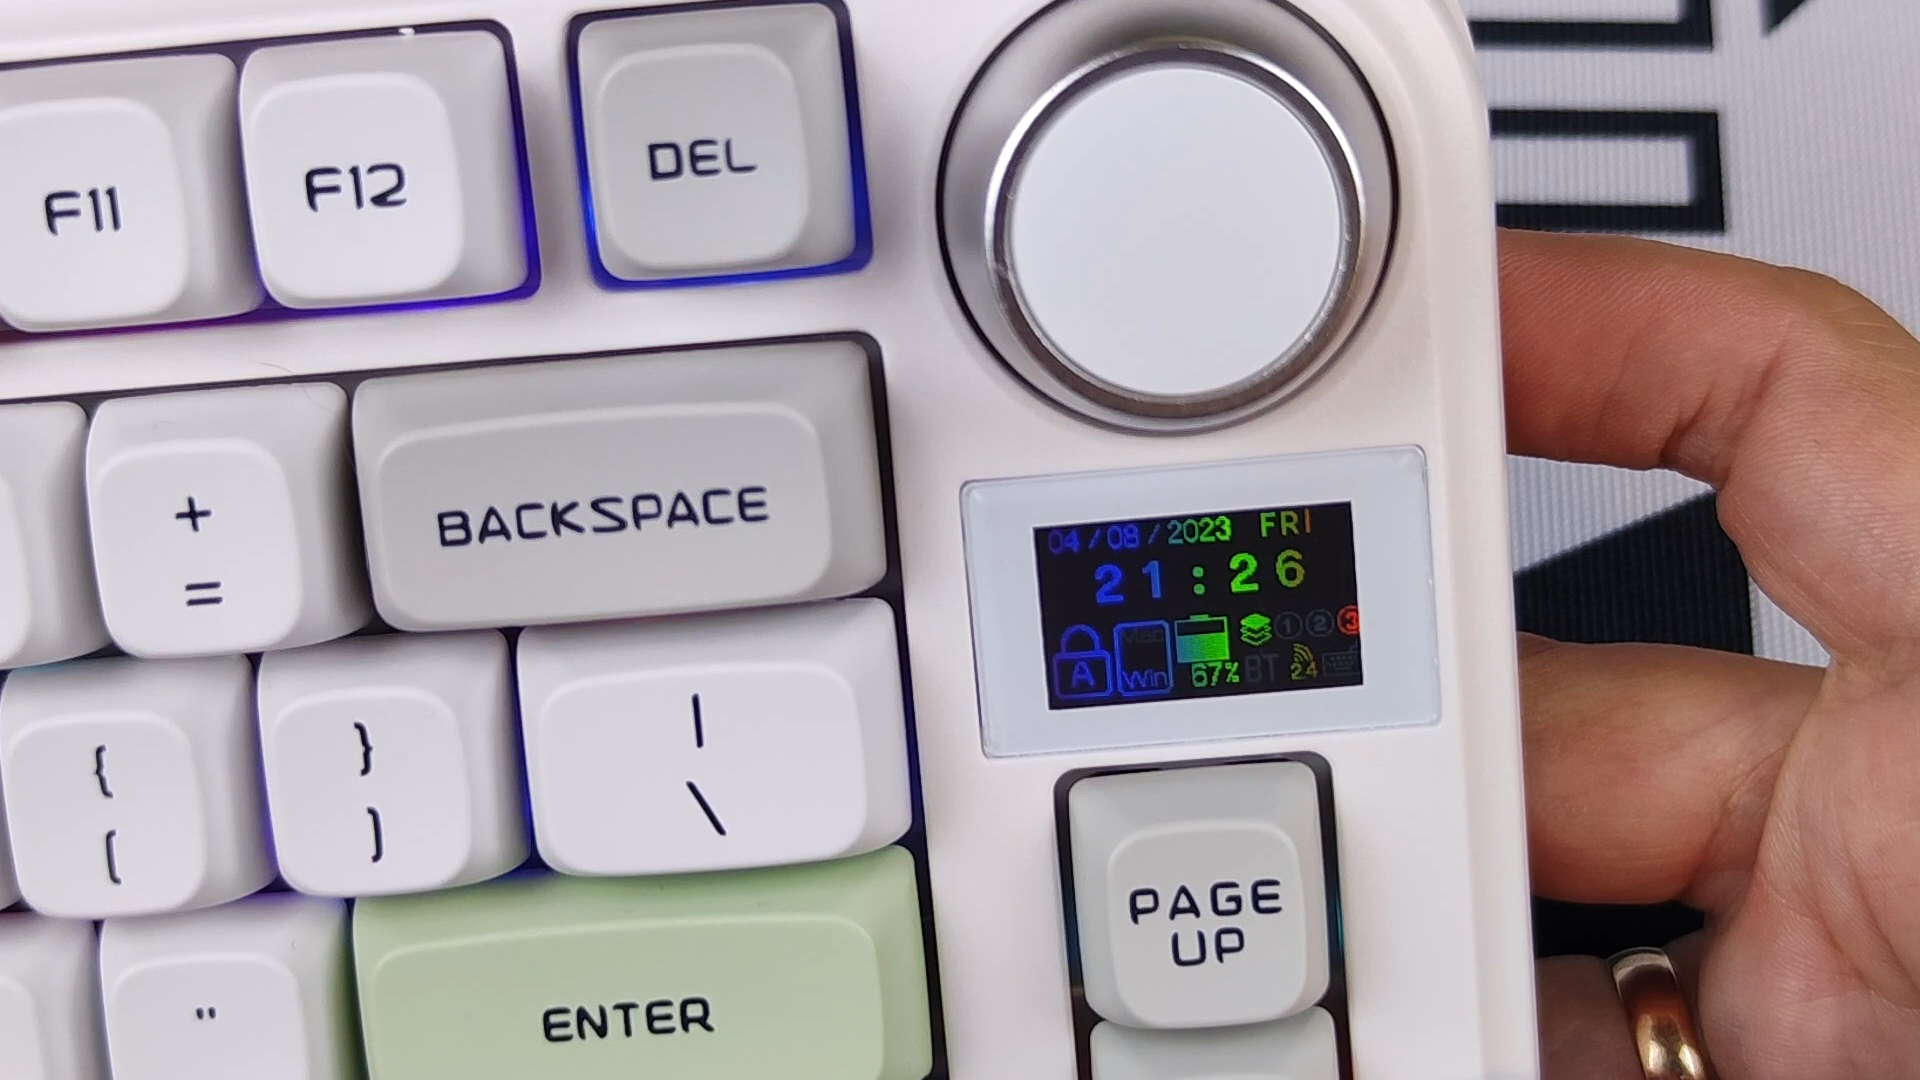 F11
F12
DEL
04/08/2023 FRI
21:26
1 2 3
Mac
A
Win
67%
BT
2.4
+
=
BACKSPACE
{
[
}
]
|
\
PAGE
UP
"
ENTER